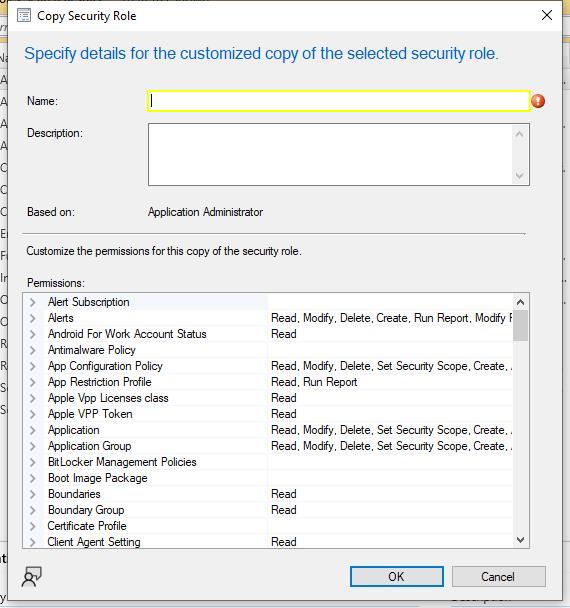 Copy Security Role
Specify details for the customized copy of the selected security role.
Name:
Description:
Based on: Application Administrator
Customize the permissions for this copy of the security role.
Permissions:
Alert Subscription
Alerts Read, Modify, Delete, Create, Run Report, Modify
Android For Work Account Status Read
Antimalware Policy
App Configuration Policy Read, Modify, Delete, Set Security Scope, Create,
App Restriction Profile Read, Run Report
Apple Vpp Licenses class Read
Apple VPP Token Read
Application Read, Modify, Delete, Set Security Scope, Create,
Application Group Read, Modify, Delete, Set Security Scope, Create,
BitLocker Management Policies
Boot Image Package
Boundaries Read
Boundary Group Read
Certificate Profile
Client Agent Setting Read
OK Cancel